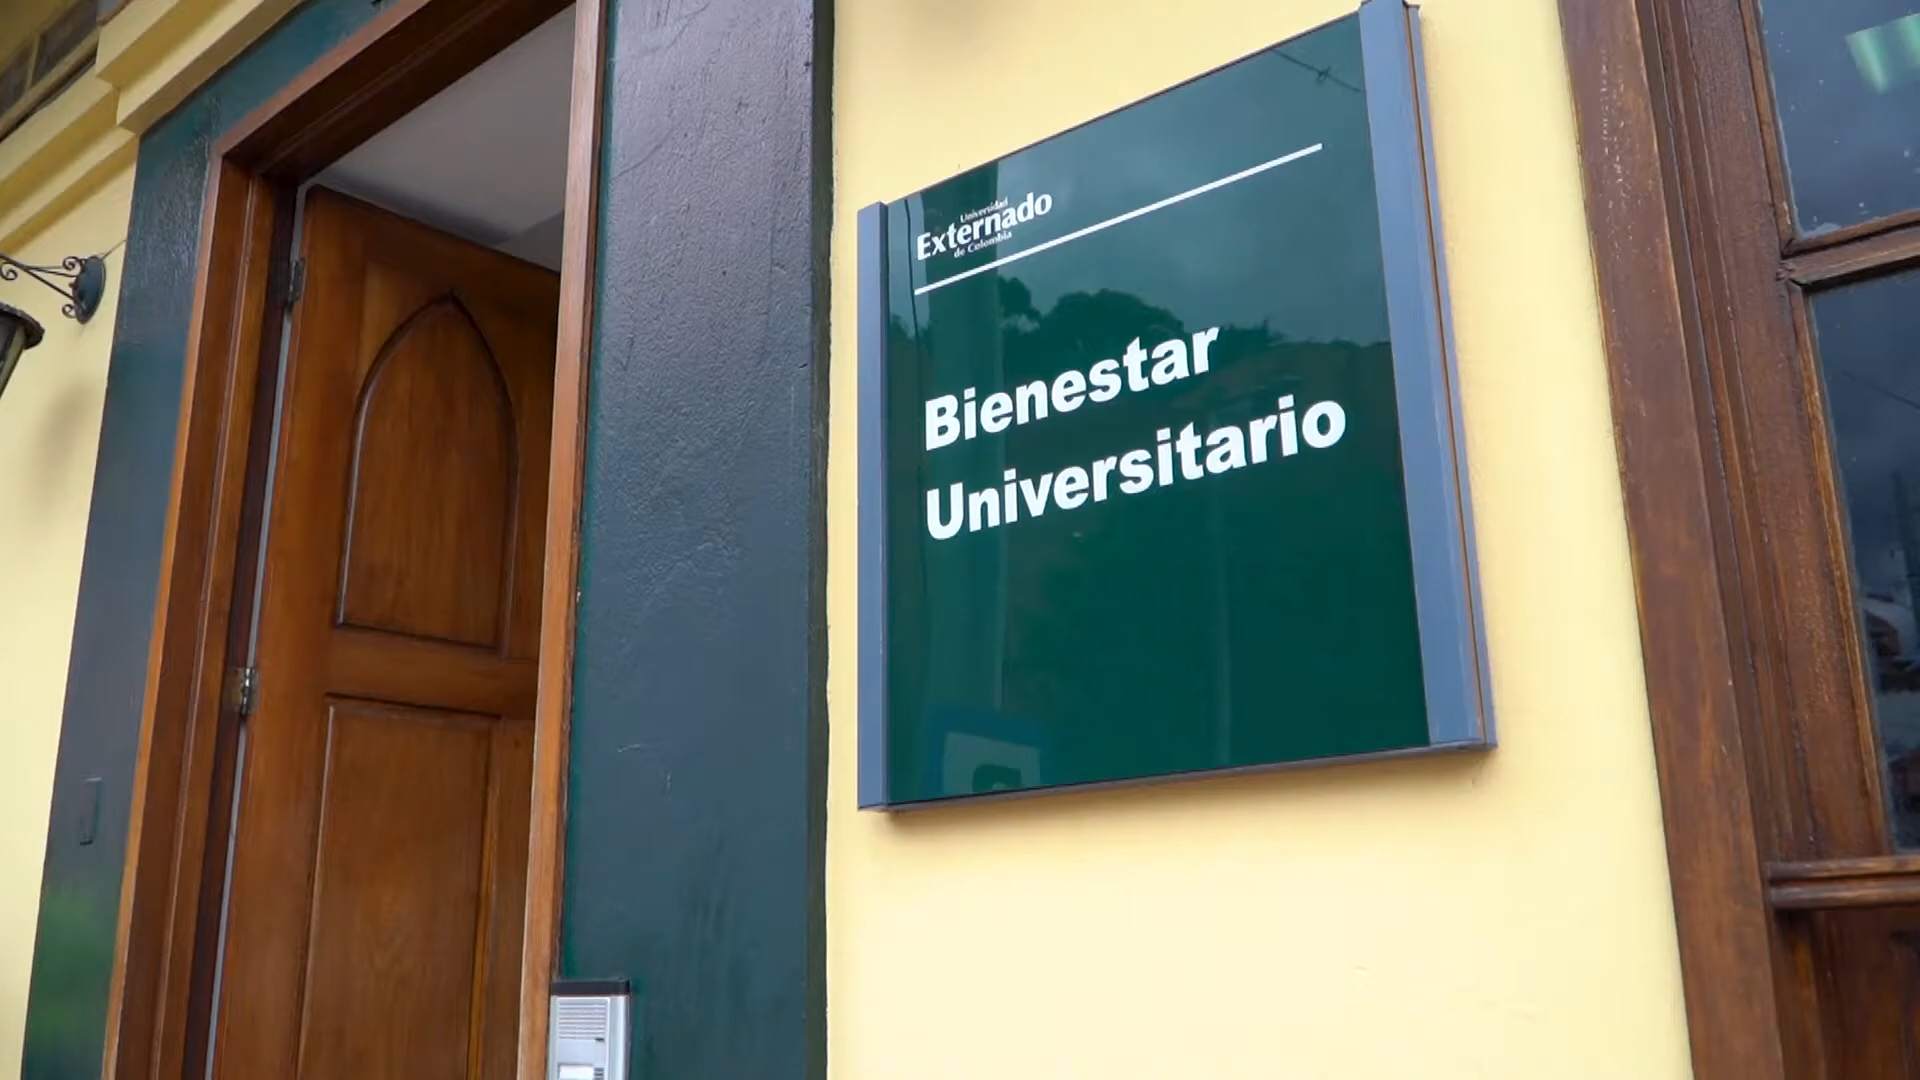 Universidad
Externado
de Colombia
Bienestar
Universitario